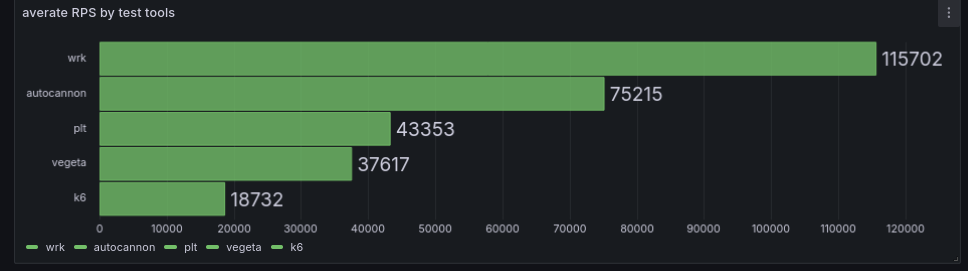 averate RPS by test tools
wrk 115702
autocannon 75215
plt 43353
vegeta 37617
k6 18732
0 10000 20000 30000 40000 50000 60000 70000 80000 90000 100000 110000 120000
wrk autocannon plt vegeta k6